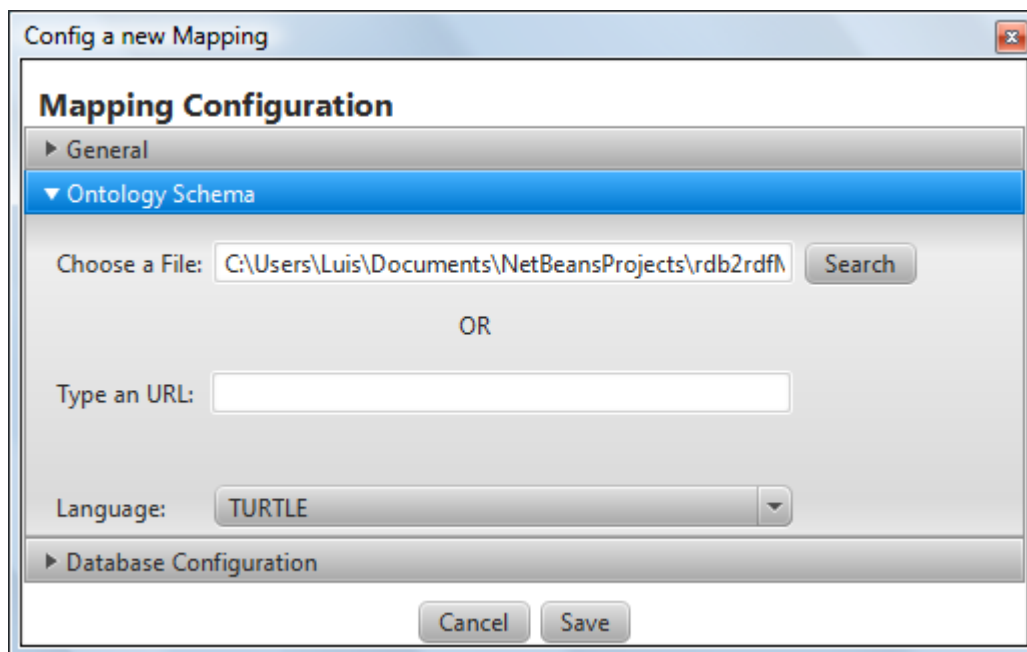 Config a new Mapping
Mapping Configuration
General
Ontology Schema
Choose a File: C:\Users\Luis\Documents\NetBeansProjects\ Search
OR
Type an URL:
Language: TURTLE
Database Configuration
Cancel Save